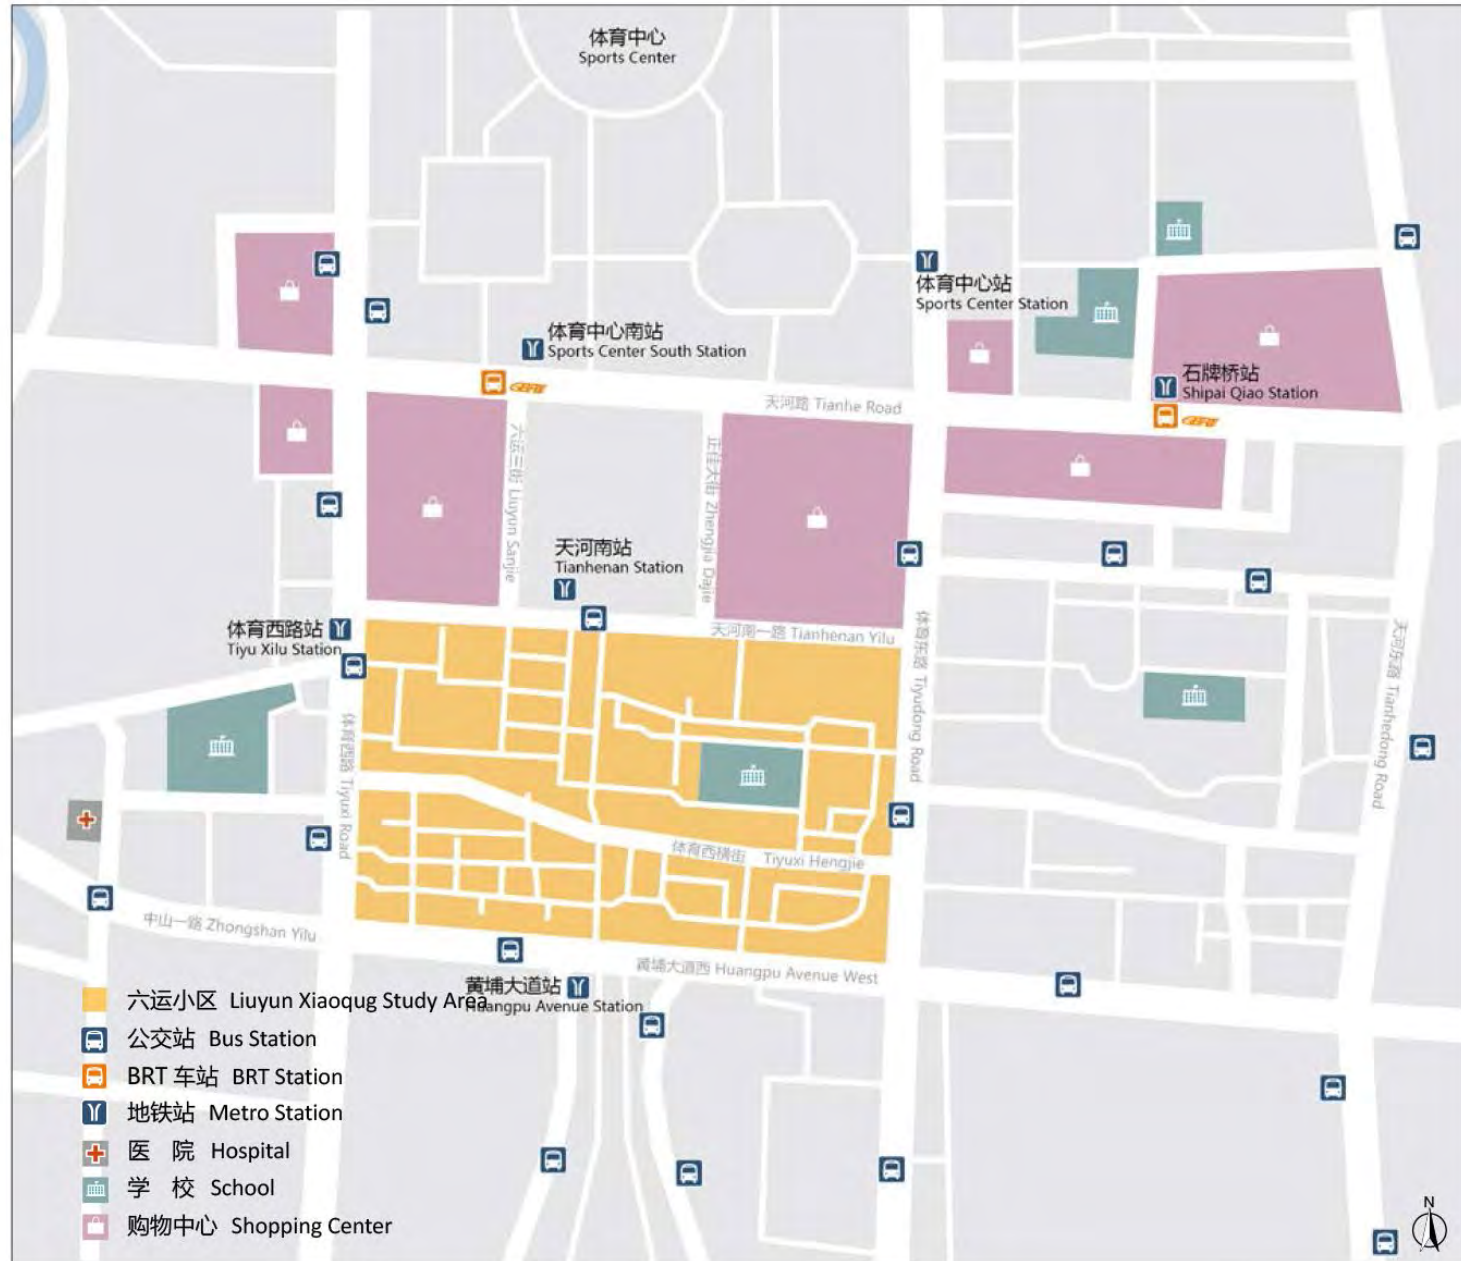 体育中心
Sports Center
体育中心站
Sports Center Station
体育中心南站
Sports Center South Station
石牌桥站
Shipai Qiao Station
天河路 Tianhe Road
六运三街 Liuyun Sanjie
正佳大街 Zhengjia Dajie
天河南站
Tianhenan Station
体育西路站
Tiyu Xilu Station
天河南一路 Tianhenan Yilu
体育东路 Tiyudong Road
天河东路 Tianhedong Road
体育西路 Tiyuxi Road
体育西横街 Tiyuxi Hengjie
中山一路 Zhongshan Yilu
黄埔大道西 Huangpu Avenue West
黄埔大道站
Huangpu Avenue Station
六运小区 Liuyun Xiaoqug Study Area
公交站 Bus Station
BRT 车站 BRT Station
地铁站 Metro Station
医 院 Hospital
学 校 School
购物中心 Shopping Center
N